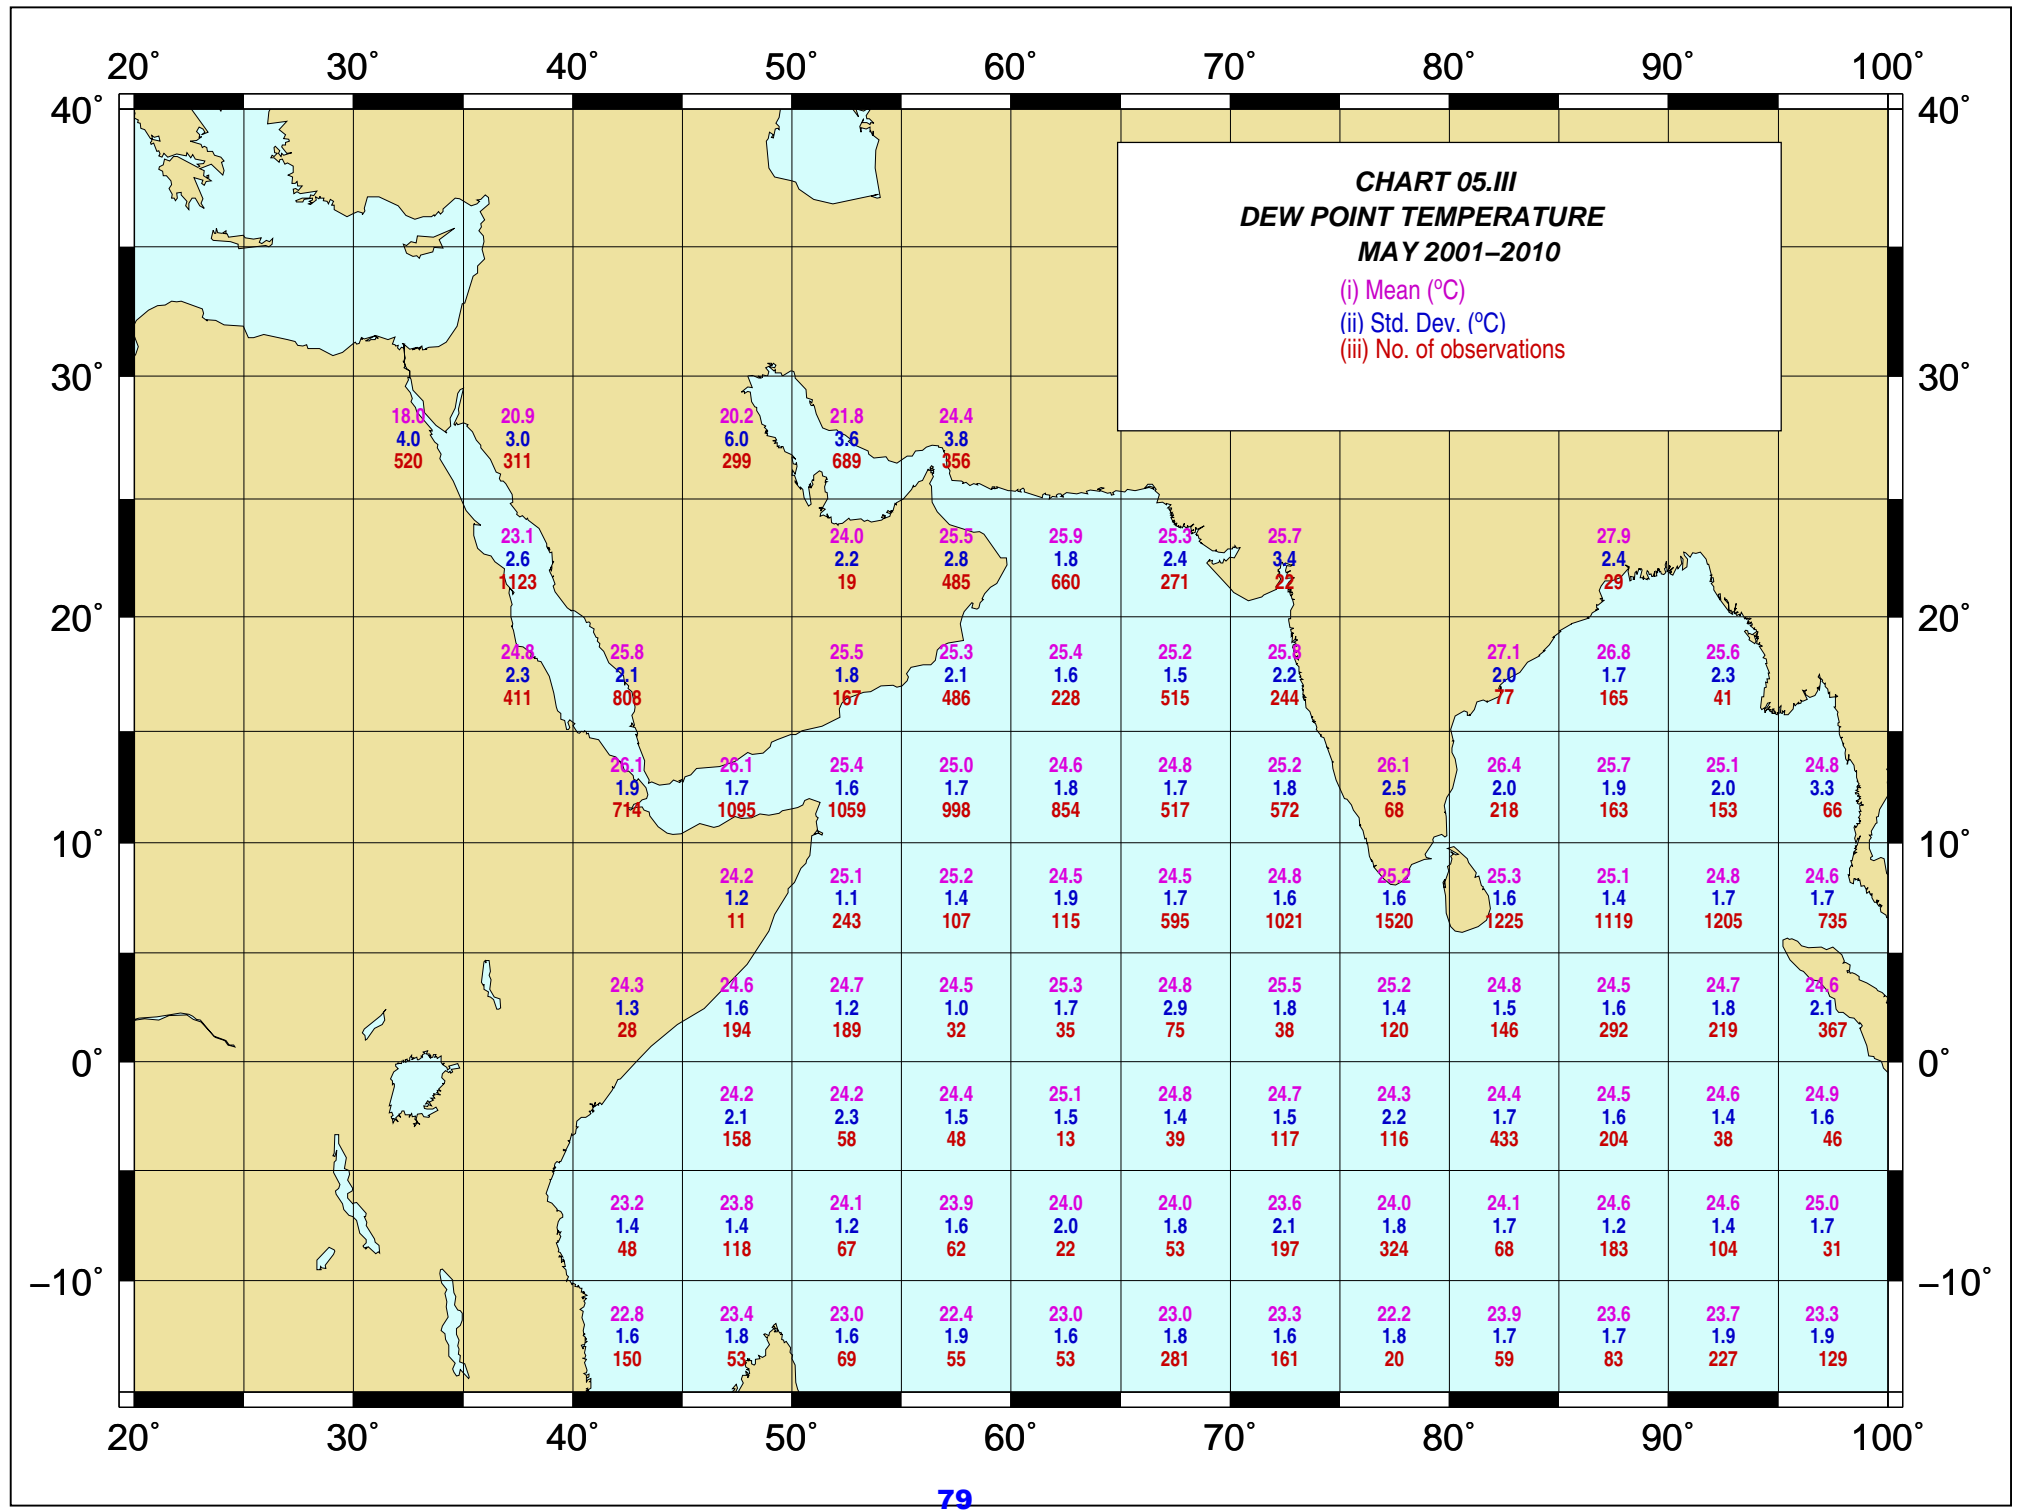 20° 30° 40° 50° 60° 70° 80° 90° 100°
40° 40°
CHART 05.III
DEW POINT TEMPERATURE
MAY 2001–2010
(i) Mean (°C)
(ii) Std. Dev. (°C)
(iii) No. of observations
30° 30°
18.0 20.9 20.2 21.8 24.4
4.0 3.0 6.0 3.6 3.8
520 311 299 689 356
23.1 24.0 25.5 25.9 25.3 25.7 27.9
2.6 2.2 2.8 1.8 2.4 3.4 2.4
1123 19 485 660 271 22 29
20° 20°
24.8 25.8 25.5 25.3 25.4 25.2 25.8 27.1 26.8 25.6
2.3 2.1 1.8 2.1 1.6 1.5 2.2 2.0 1.7 2.3
411 808 167 486 228 515 244 77 165 41
26.1 26.1 25.4 25.0 24.6 24.8 25.2 26.1 26.4 25.7 25.1 24.8
1.9 1.7 1.6 1.7 1.8 1.7 1.8 2.5 2.0 1.9 2.0 3.3
714 1095 1059 998 854 517 572 68 218 163 153 66
10° 10°
24.2 25.1 25.2 24.5 24.5 24.8 25.2 25.3 25.1 24.8 24.6
1.2 1.1 1.4 1.9 1.7 1.6 1.6 1.6 1.4 1.7 1.7
11 243 107 115 595 1021 1520 1225 1119 1205 735
24.3 24.6 24.7 24.5 25.3 24.8 25.5 25.2 24.8 24.5 24.7 24.6
1.3 1.6 1.2 1.0 1.7 2.9 1.8 1.4 1.5 1.6 1.8 2.1
28 194 189 32 35 75 38 120 146 292 219 367
0° 0°
24.2 24.2 24.4 25.1 24.8 24.7 24.3 24.4 24.5 24.6 24.9
2.1 2.3 1.5 1.5 1.4 1.5 2.2 1.7 1.6 1.4 1.6
158 58 48 13 39 117 116 433 204 38 46
23.2 23.8 24.1 23.9 24.0 24.0 23.6 24.0 24.1 24.6 24.6 25.0
1.4 1.4 1.2 1.6 2.0 1.8 2.1 1.8 1.7 1.2 1.4 1.7
48 118 67 62 22 53 197 324 68 183 104 31
–10° –10°
22.8 23.4 23.0 22.4 23.0 23.0 23.3 22.2 23.9 23.6 23.7 23.3
1.6 1.8 1.6 1.9 1.6 1.8 1.6 1.8 1.7 1.7 1.9 1.9
150 53 69 55 53 281 161 20 59 83 227 129
20° 30° 40° 50° 60° 70° 80° 90° 100°
79